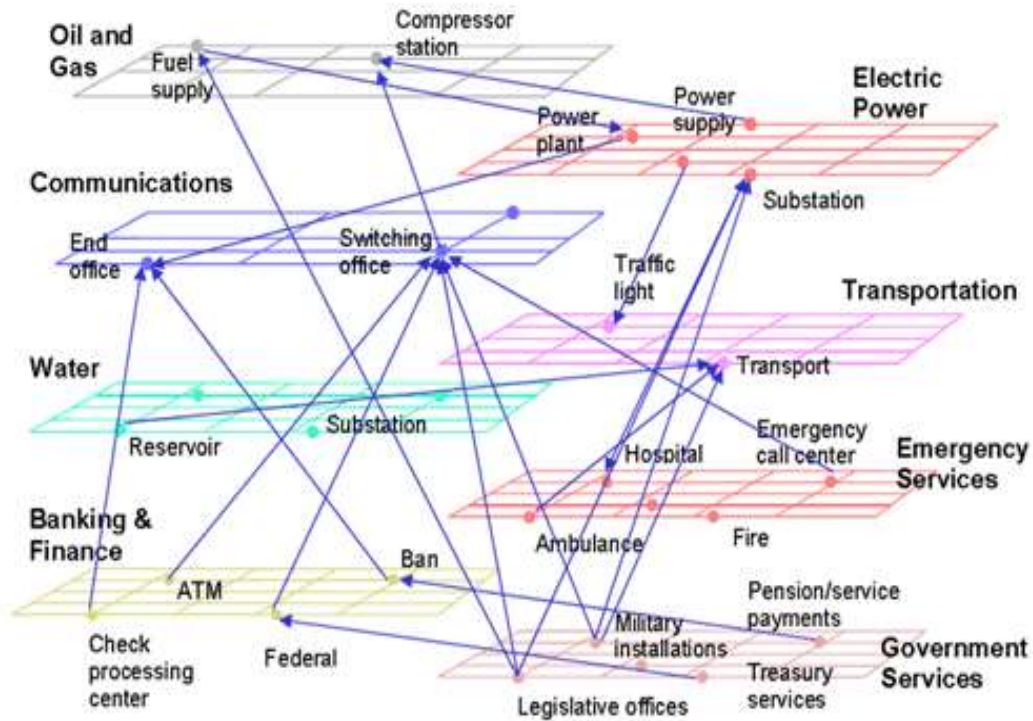 Oil and
Gas
Fuel
supply
Compressor
station
Electric
Power
Power
plant
Power
supply
Substation
Communications
End
office
Switching
office
Traffic
light
Transportation
Transport
Water
Reservoir
Substation
Hospital
Emergency
call center
Emergency
Services
Ambulance
Fire
Banking &
Finance
ATM
Ban
Check
processing
center
Federal
Pension/service
payments
Military
installations
Government
Services
Legislative offices
Treasury
services